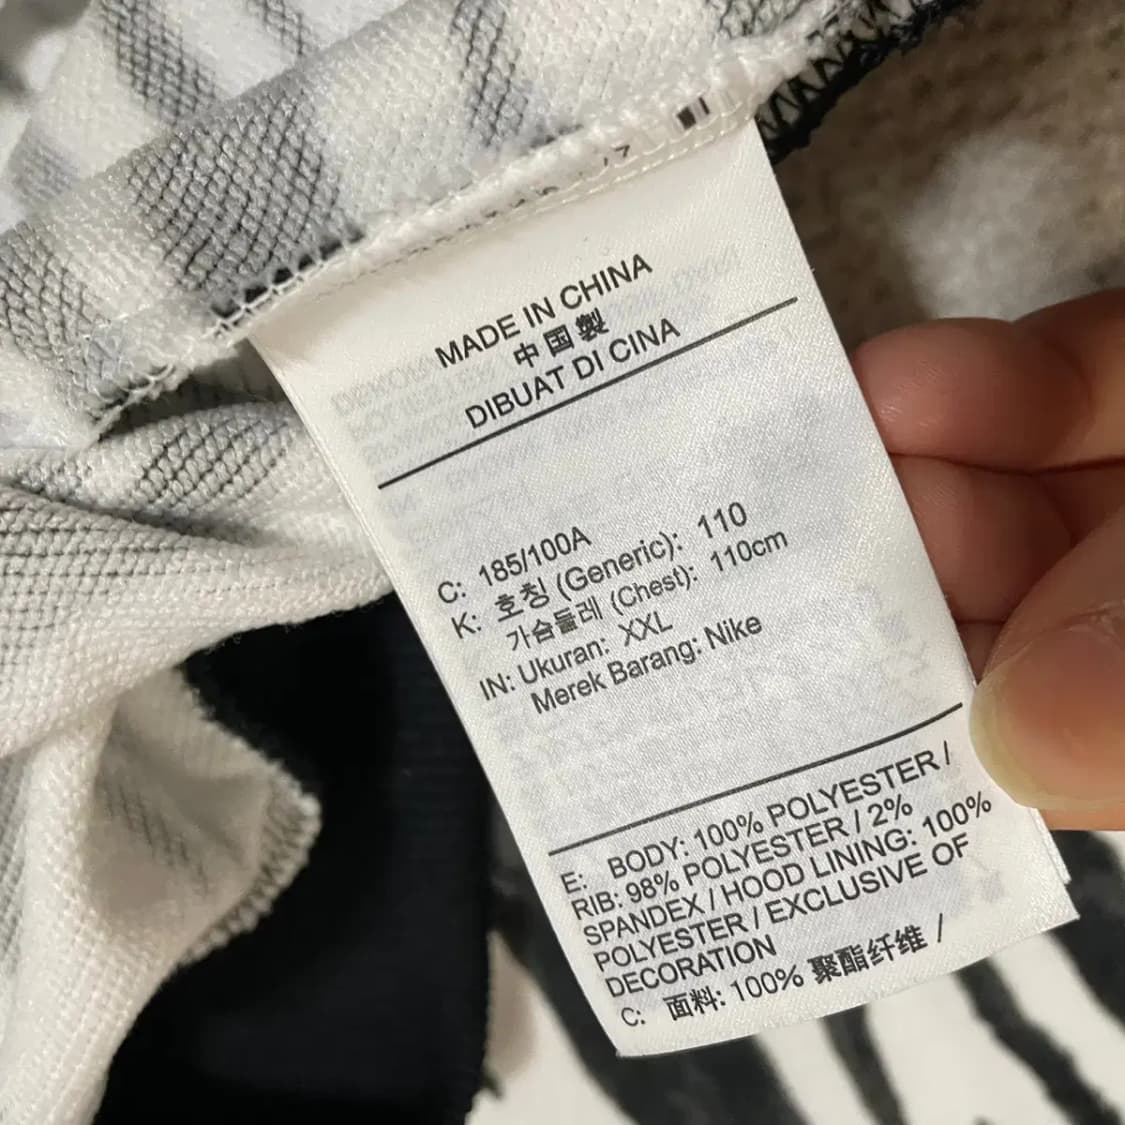 MADE IN CHINA
中国製
DIBUAT DI CINA
C: 185/100A
K: 호칭 (Generic): 110
가슴둘레 (Chest): 110cm
IN: Ukuran: XXL
Merek Barang: Nike
E: BODY: 100% POLYESTER /
RIB: 98% POLYESTER / 2%
SPANDEX / HOOD LINING: 100%
POLYESTER / EXCLUSIVE OF
DECORATION
C: 面料: 100% 聚酯纤维 /